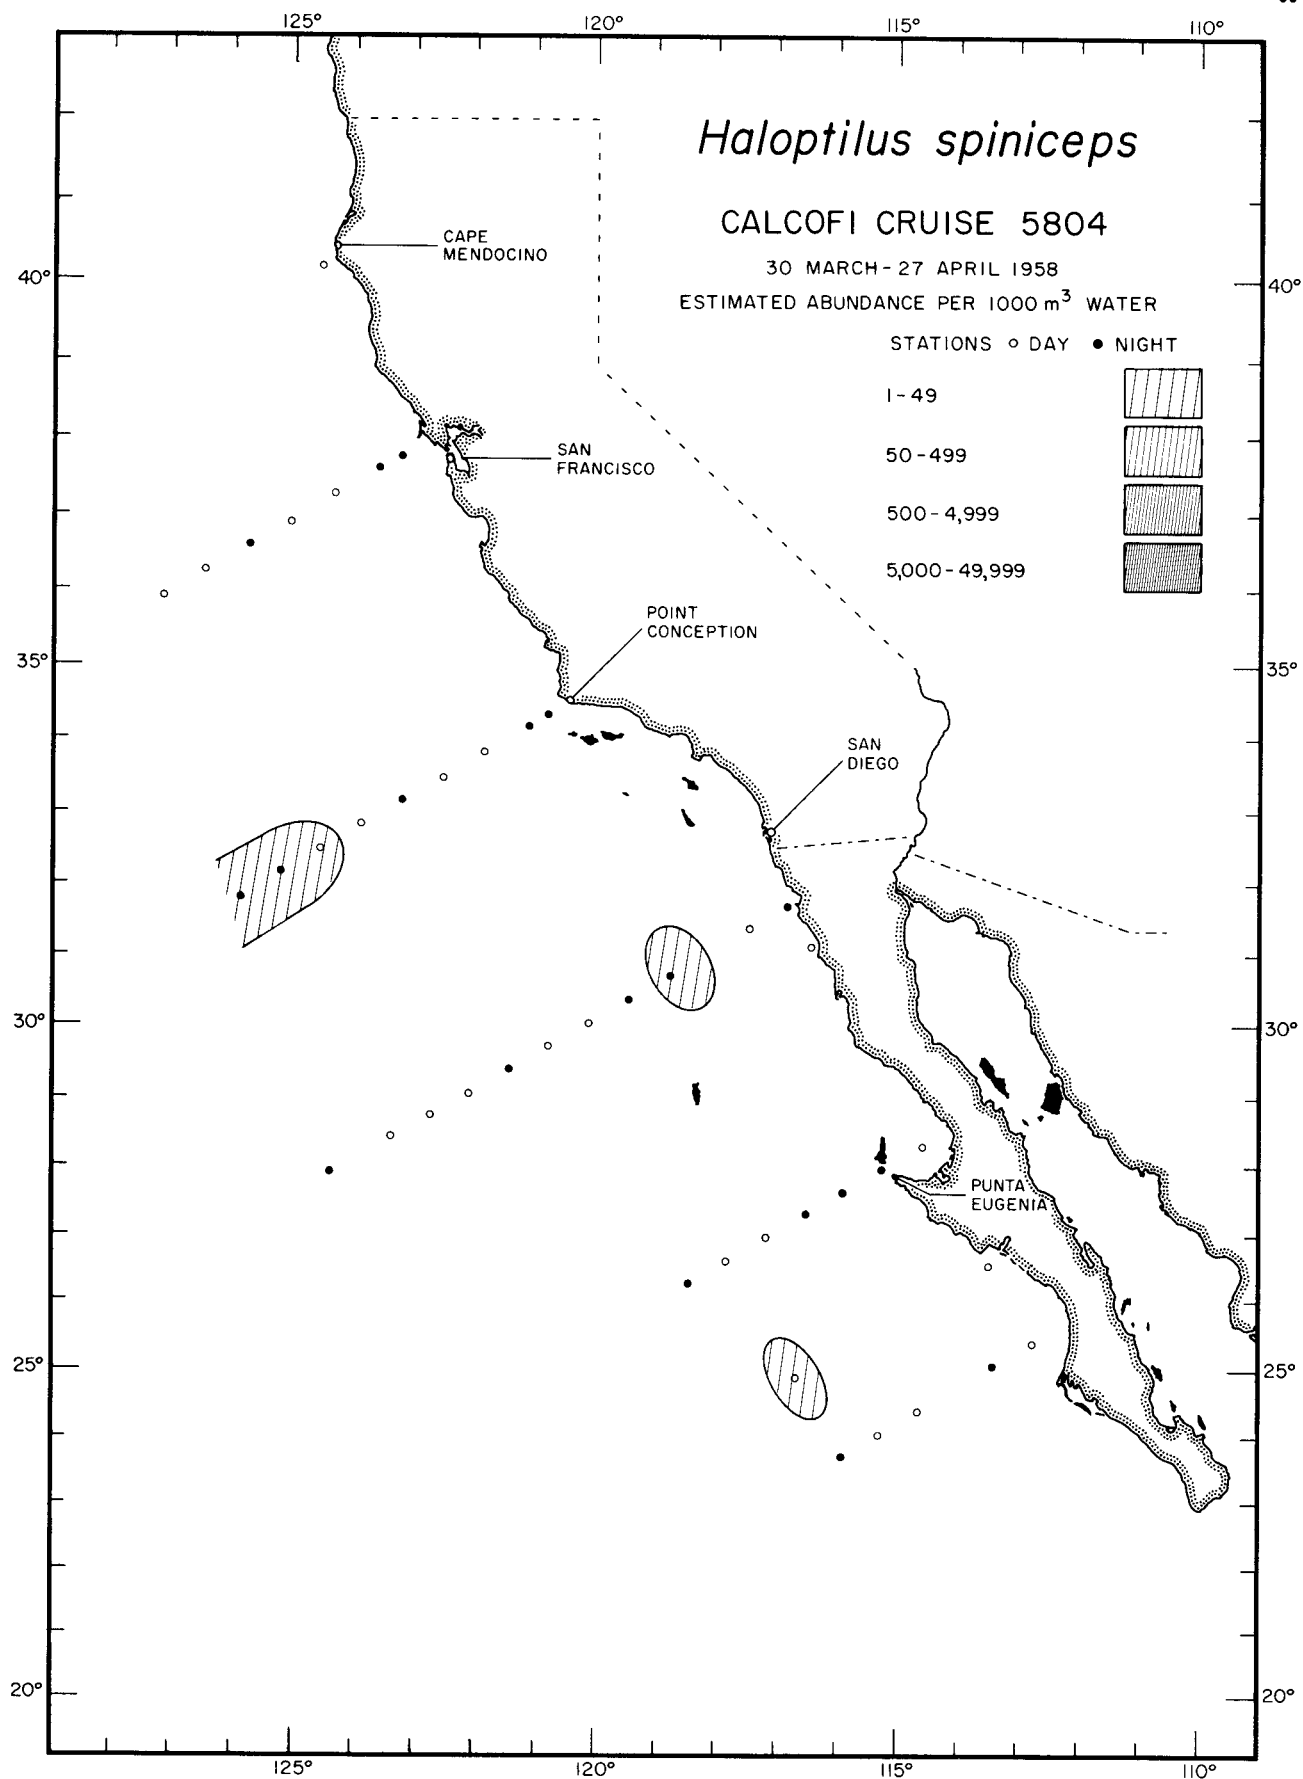 125°
120°
115°
110°
Haloptilus spiniceps
CALCOFI CRUISE 5804
30 MARCH - 27 APRIL 1958
ESTIMATED ABUNDANCE PER 1000 m³ WATER
STATIONS ○ DAY ● NIGHT
1-49
50-499
500-4,999
5,000-49,999
CAPE
MENDOCINO
40°
40°
SAN
FRANCISCO
POINT
CONCEPTION
35°
35°
SAN
DIEGO
30°
30°
PUNTA
EUGENIA
25°
25°
20°
20°
125°
120°
115°
110°